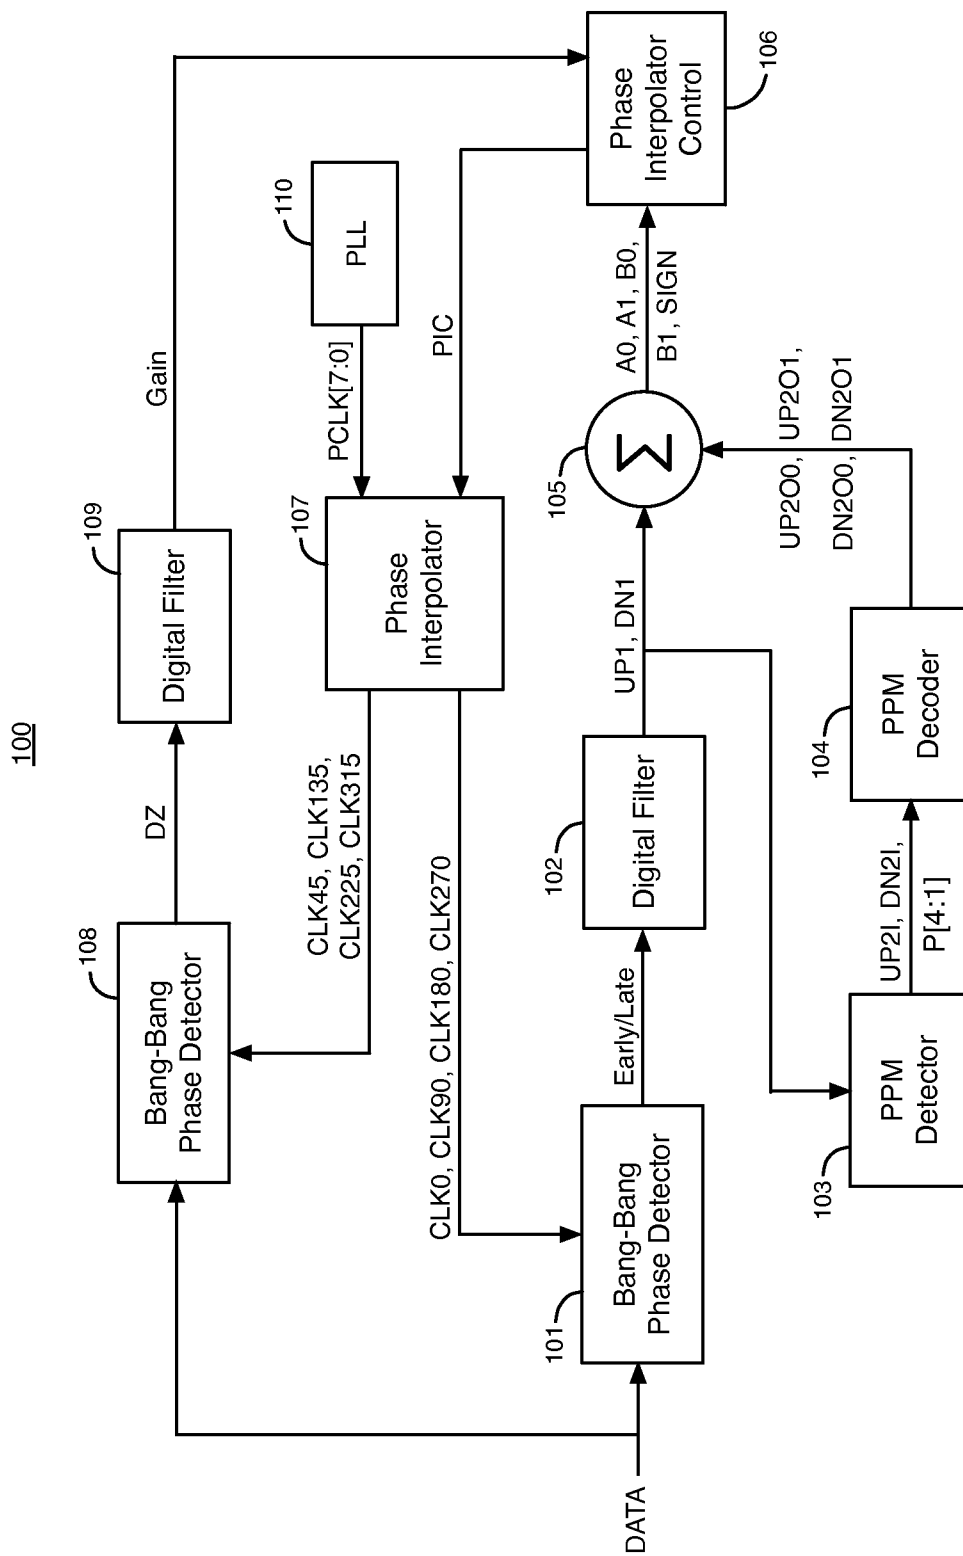 100
109
Digital Filter
Gain
DZ
108
Bang-Bang
Phase Detector
110
PLL
PCLK[7:0]
PIC
107
Phase
Interpolator
CLK45, CLK135,
CLK225, CLK315
CLK0, CLK90, CLK180, CLK270
Phase
Interpolator
Control
106
A0, A1, B0,
B1, SIGN
105
Σ
UP1, DN1
102
Digital Filter
Early/Late
101
Bang-Bang
Phase Detector
DATA
UP2O0, UP2O1,
DN2O0, DN2O1
104
PPM
Decoder
UP2I, DN2I,
P[4:1]
103
PPM
Detector